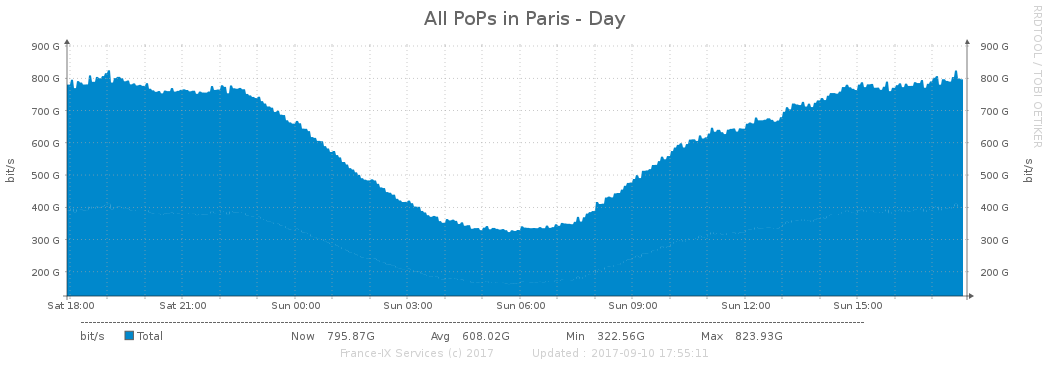 All PoPs in Paris - Day
RRDTOOL / TOBI OETIKER
900 G 900 G
800 G 800 G
700 G 700 G
600 G 600 G
bit/s bit/s
500 G 500 G
400 G 400 G
300 G 300 G
200 G 200 G
Sat 18:00 Sat 21:00 Sun 00:00 Sun 03:00 Sun 06:00 Sun 09:00 Sun 12:00 Sun 15:00
bit/s Total Now 795.87G Avg 608.02G Min 322.56G Max 823.93G
France-IX Services (c) 2017 Updated : 2017-09-10 17:55:11